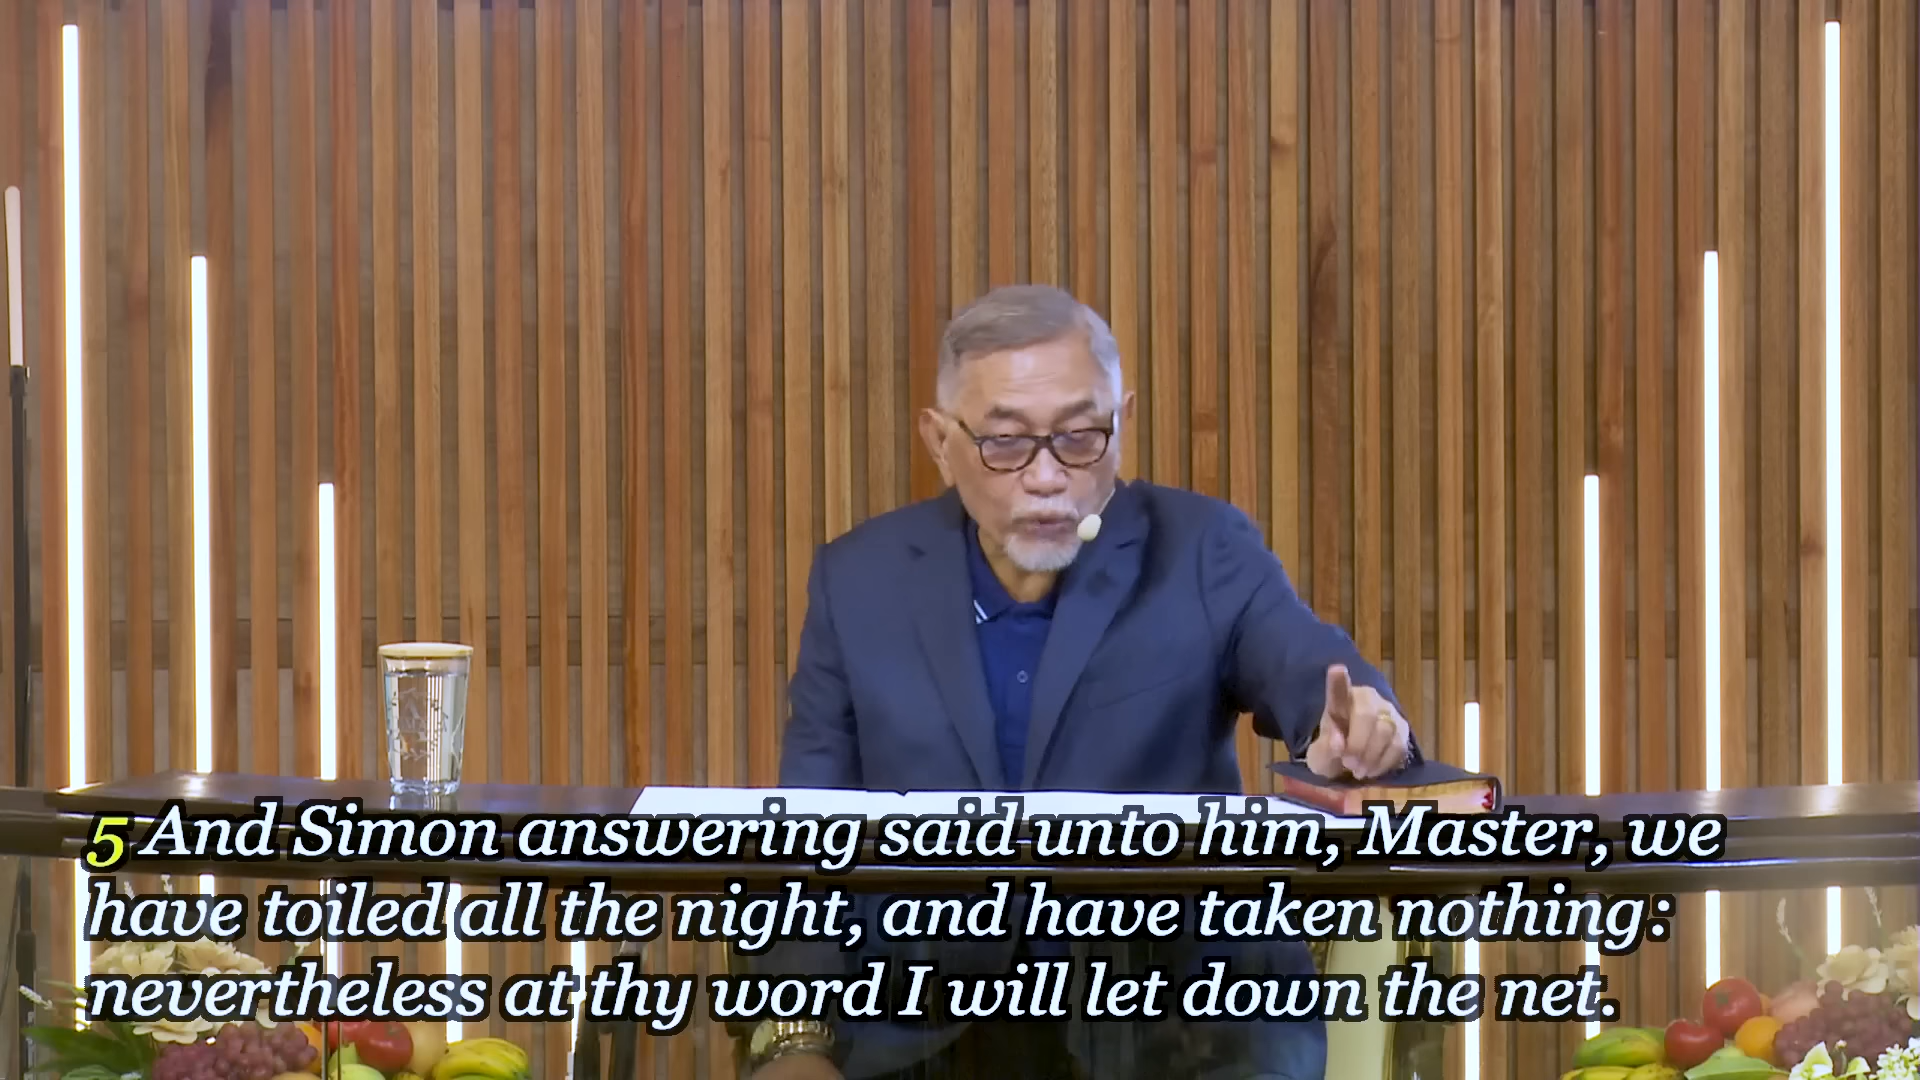 5 And Simon answering said unto him, Master, we
have toiled all the night, and have taken nothing:
nevertheless at thy word I will let down the net.